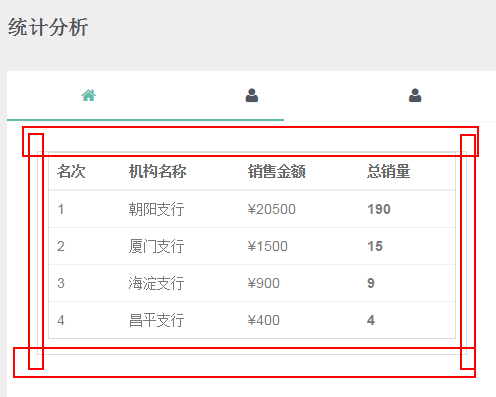 统计分析
名次 机构名称 销售金额 总销量
1 朝阳支行 ¥20500 190
2 厦门支行 ¥1500 15
3 海淀支行 ¥900 9
4 昌平支行 ¥400 4